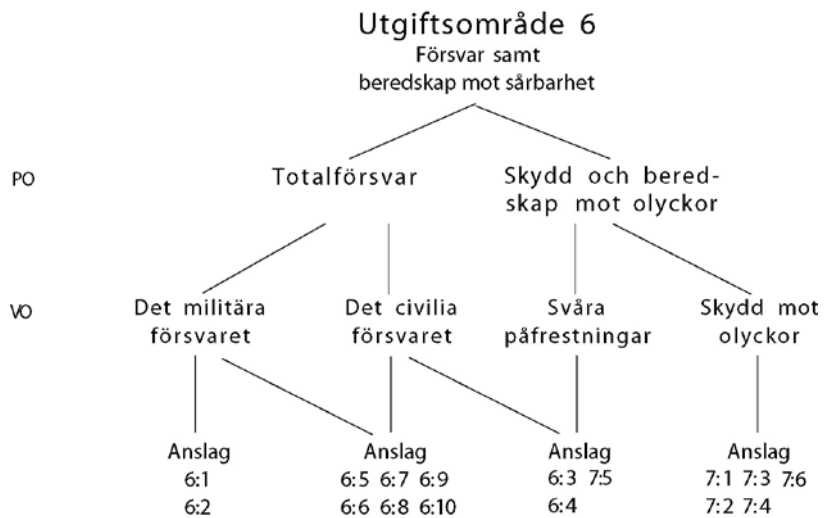 Utgiftsområde 6
Försvar samt
beredskap mot sårbarhet
PO
Totalförsvar
Skydd och bered-
skap mot olyckor
VO
Det militära
försvaret
Det civilia
försvaret
Svåra
påfrestningar
Skydd mot
olyckor
Anslag
6:1
6:2
Anslag
6:5 6:7 6:9
6:6 6:8 6:10
Anslag
6:3 7:5
6:4
Anslag
7:1 7:3 7:6
7:2 7:4